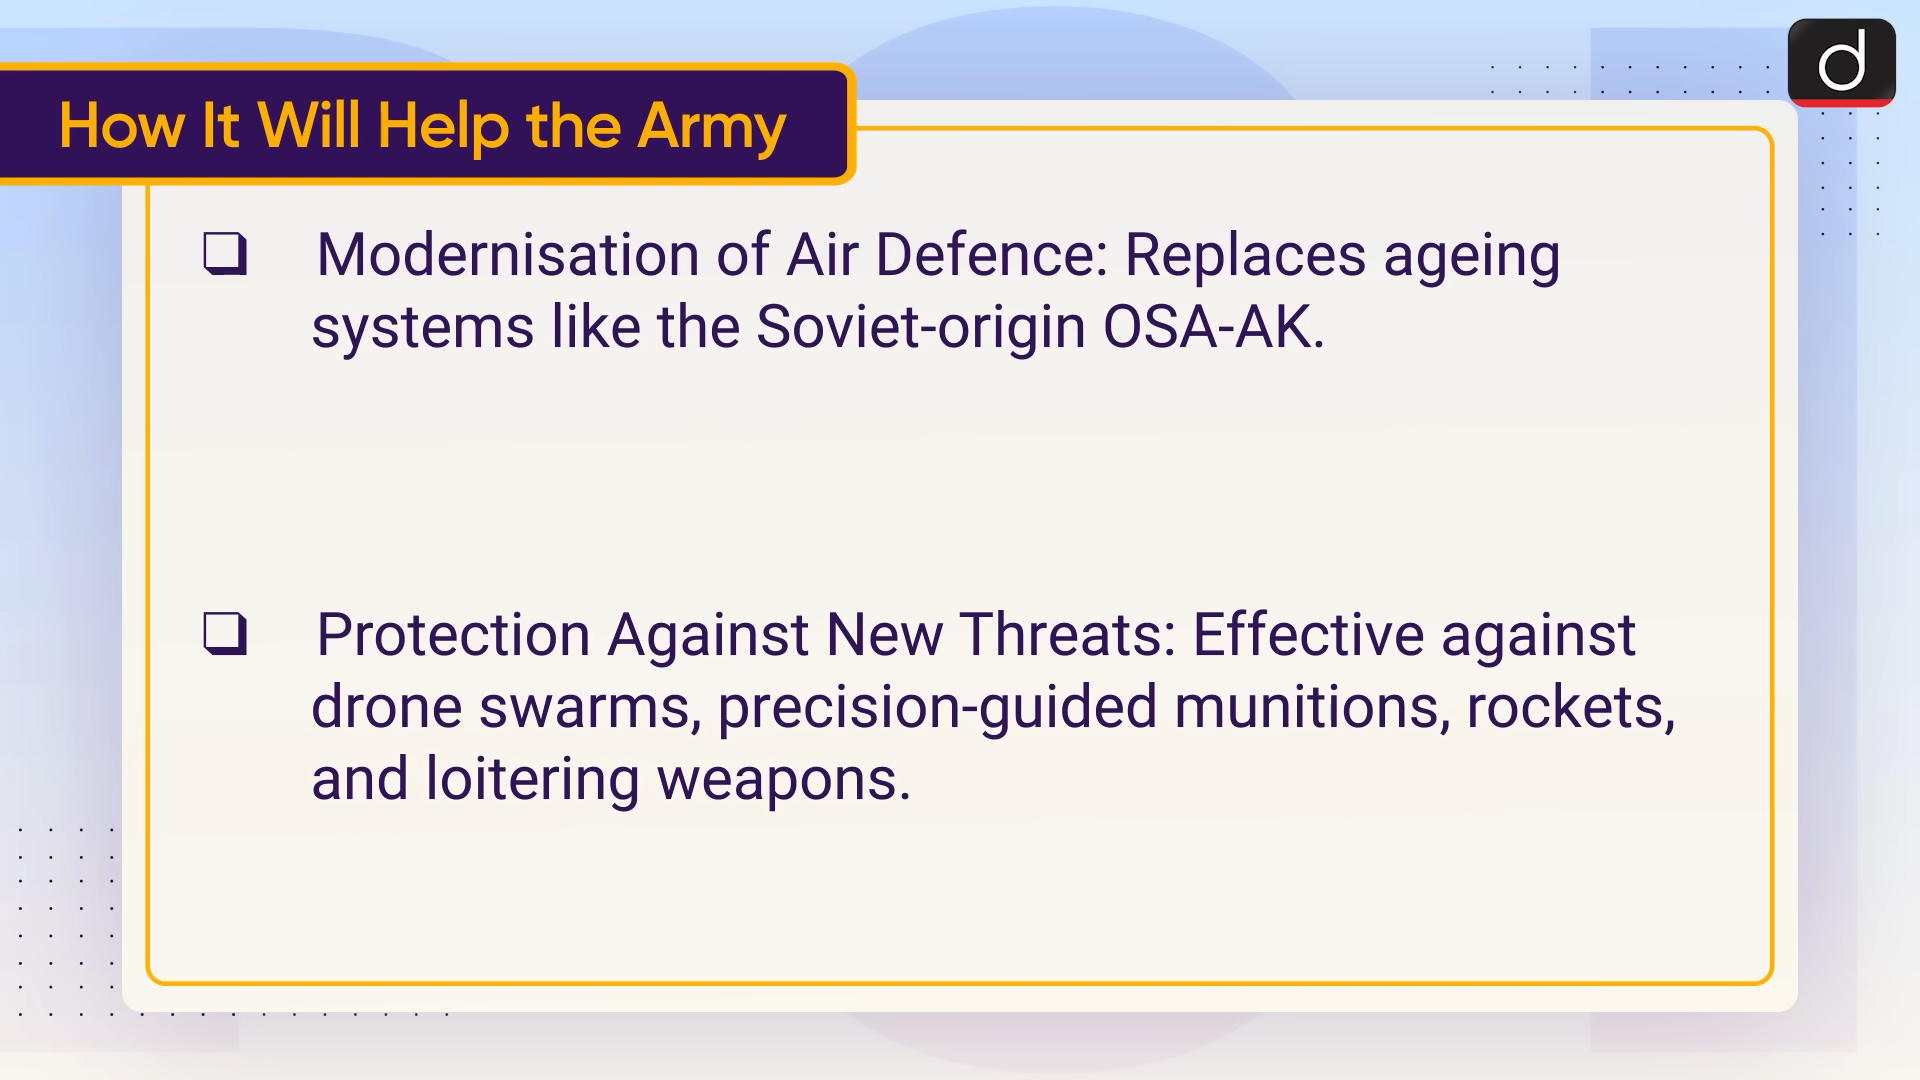 d
How It Will Help the Army
❑ Modernisation of Air Defence: Replaces ageing
systems like the Soviet-origin OSA-AK.
❑ Protection Against New Threats: Effective against
drone swarms, precision-guided munitions, rockets,
and loitering weapons.